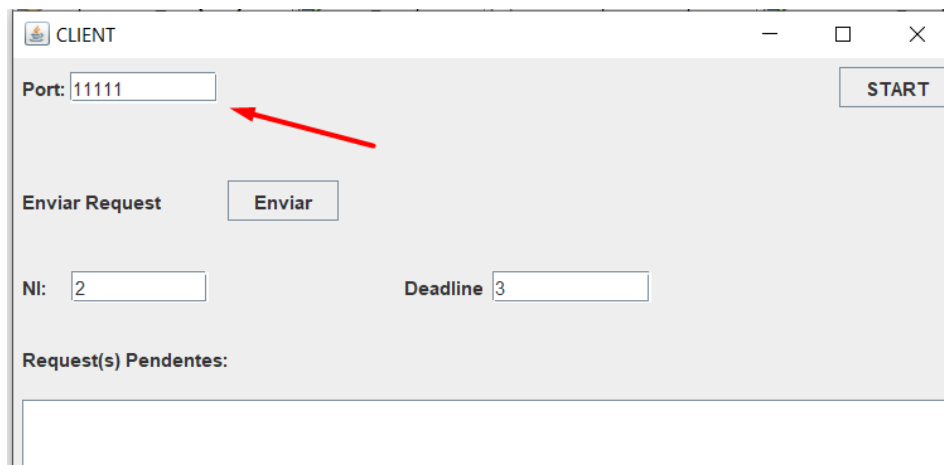 CLIENT
Port: 11111 START
Enviar Request Enviar
NI: 2 Deadline 3
Request(s) Pendentes: